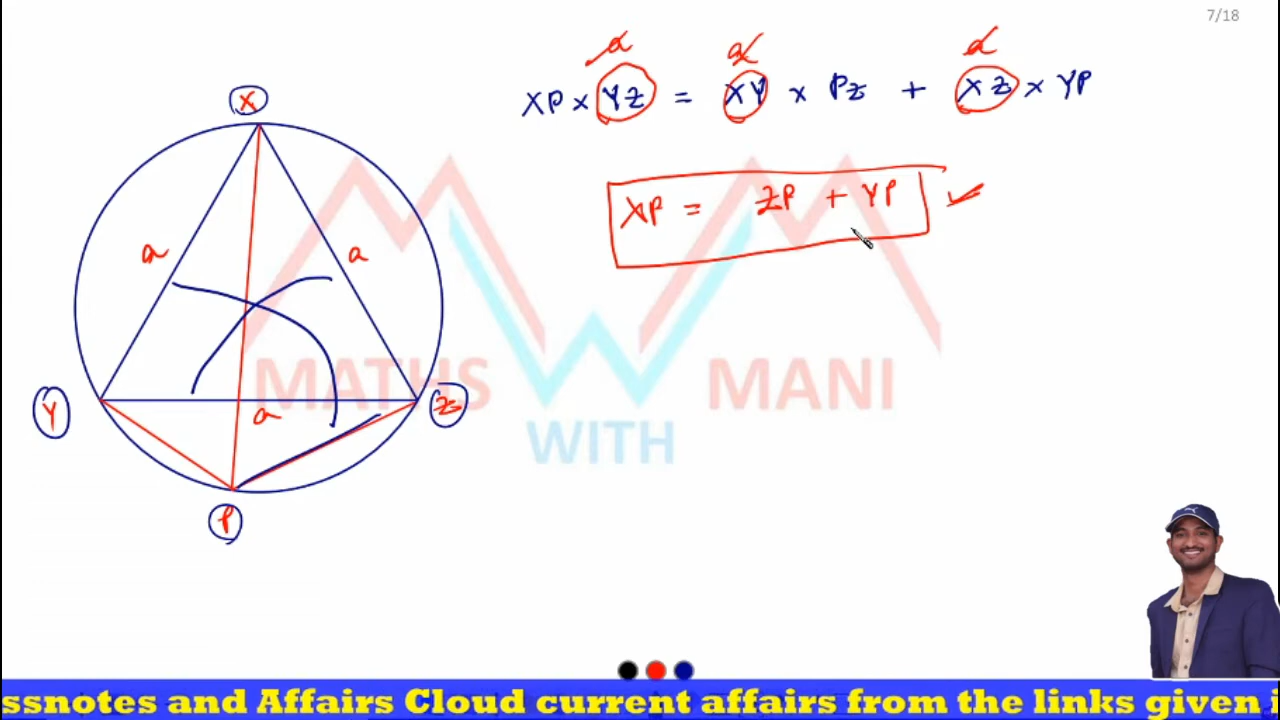 7/18
a a a
XP × YZ = XY × PZ + XZ × YP
X
XP = ZP + YP
a a
MATHS MANI
Y a Z
WITH
P
ssnotes and Affairs Cloud current affairs from the links given i